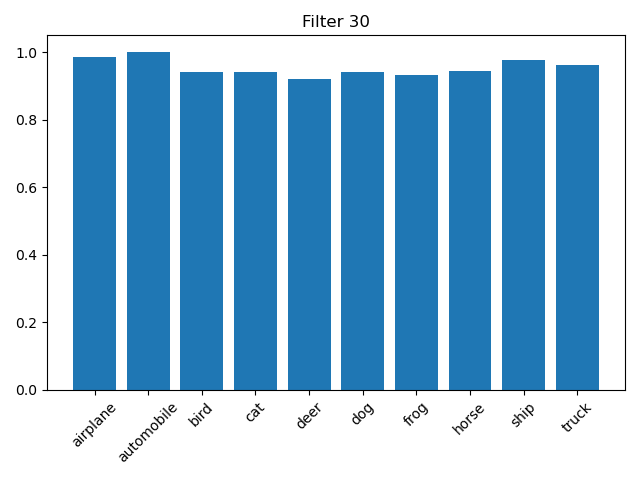 Filter 30
1.0
0.8
0.6
0.4
0.2
0.0
airplane
automobile
bird
cat
deer
dog
frog
horse
ship
truck